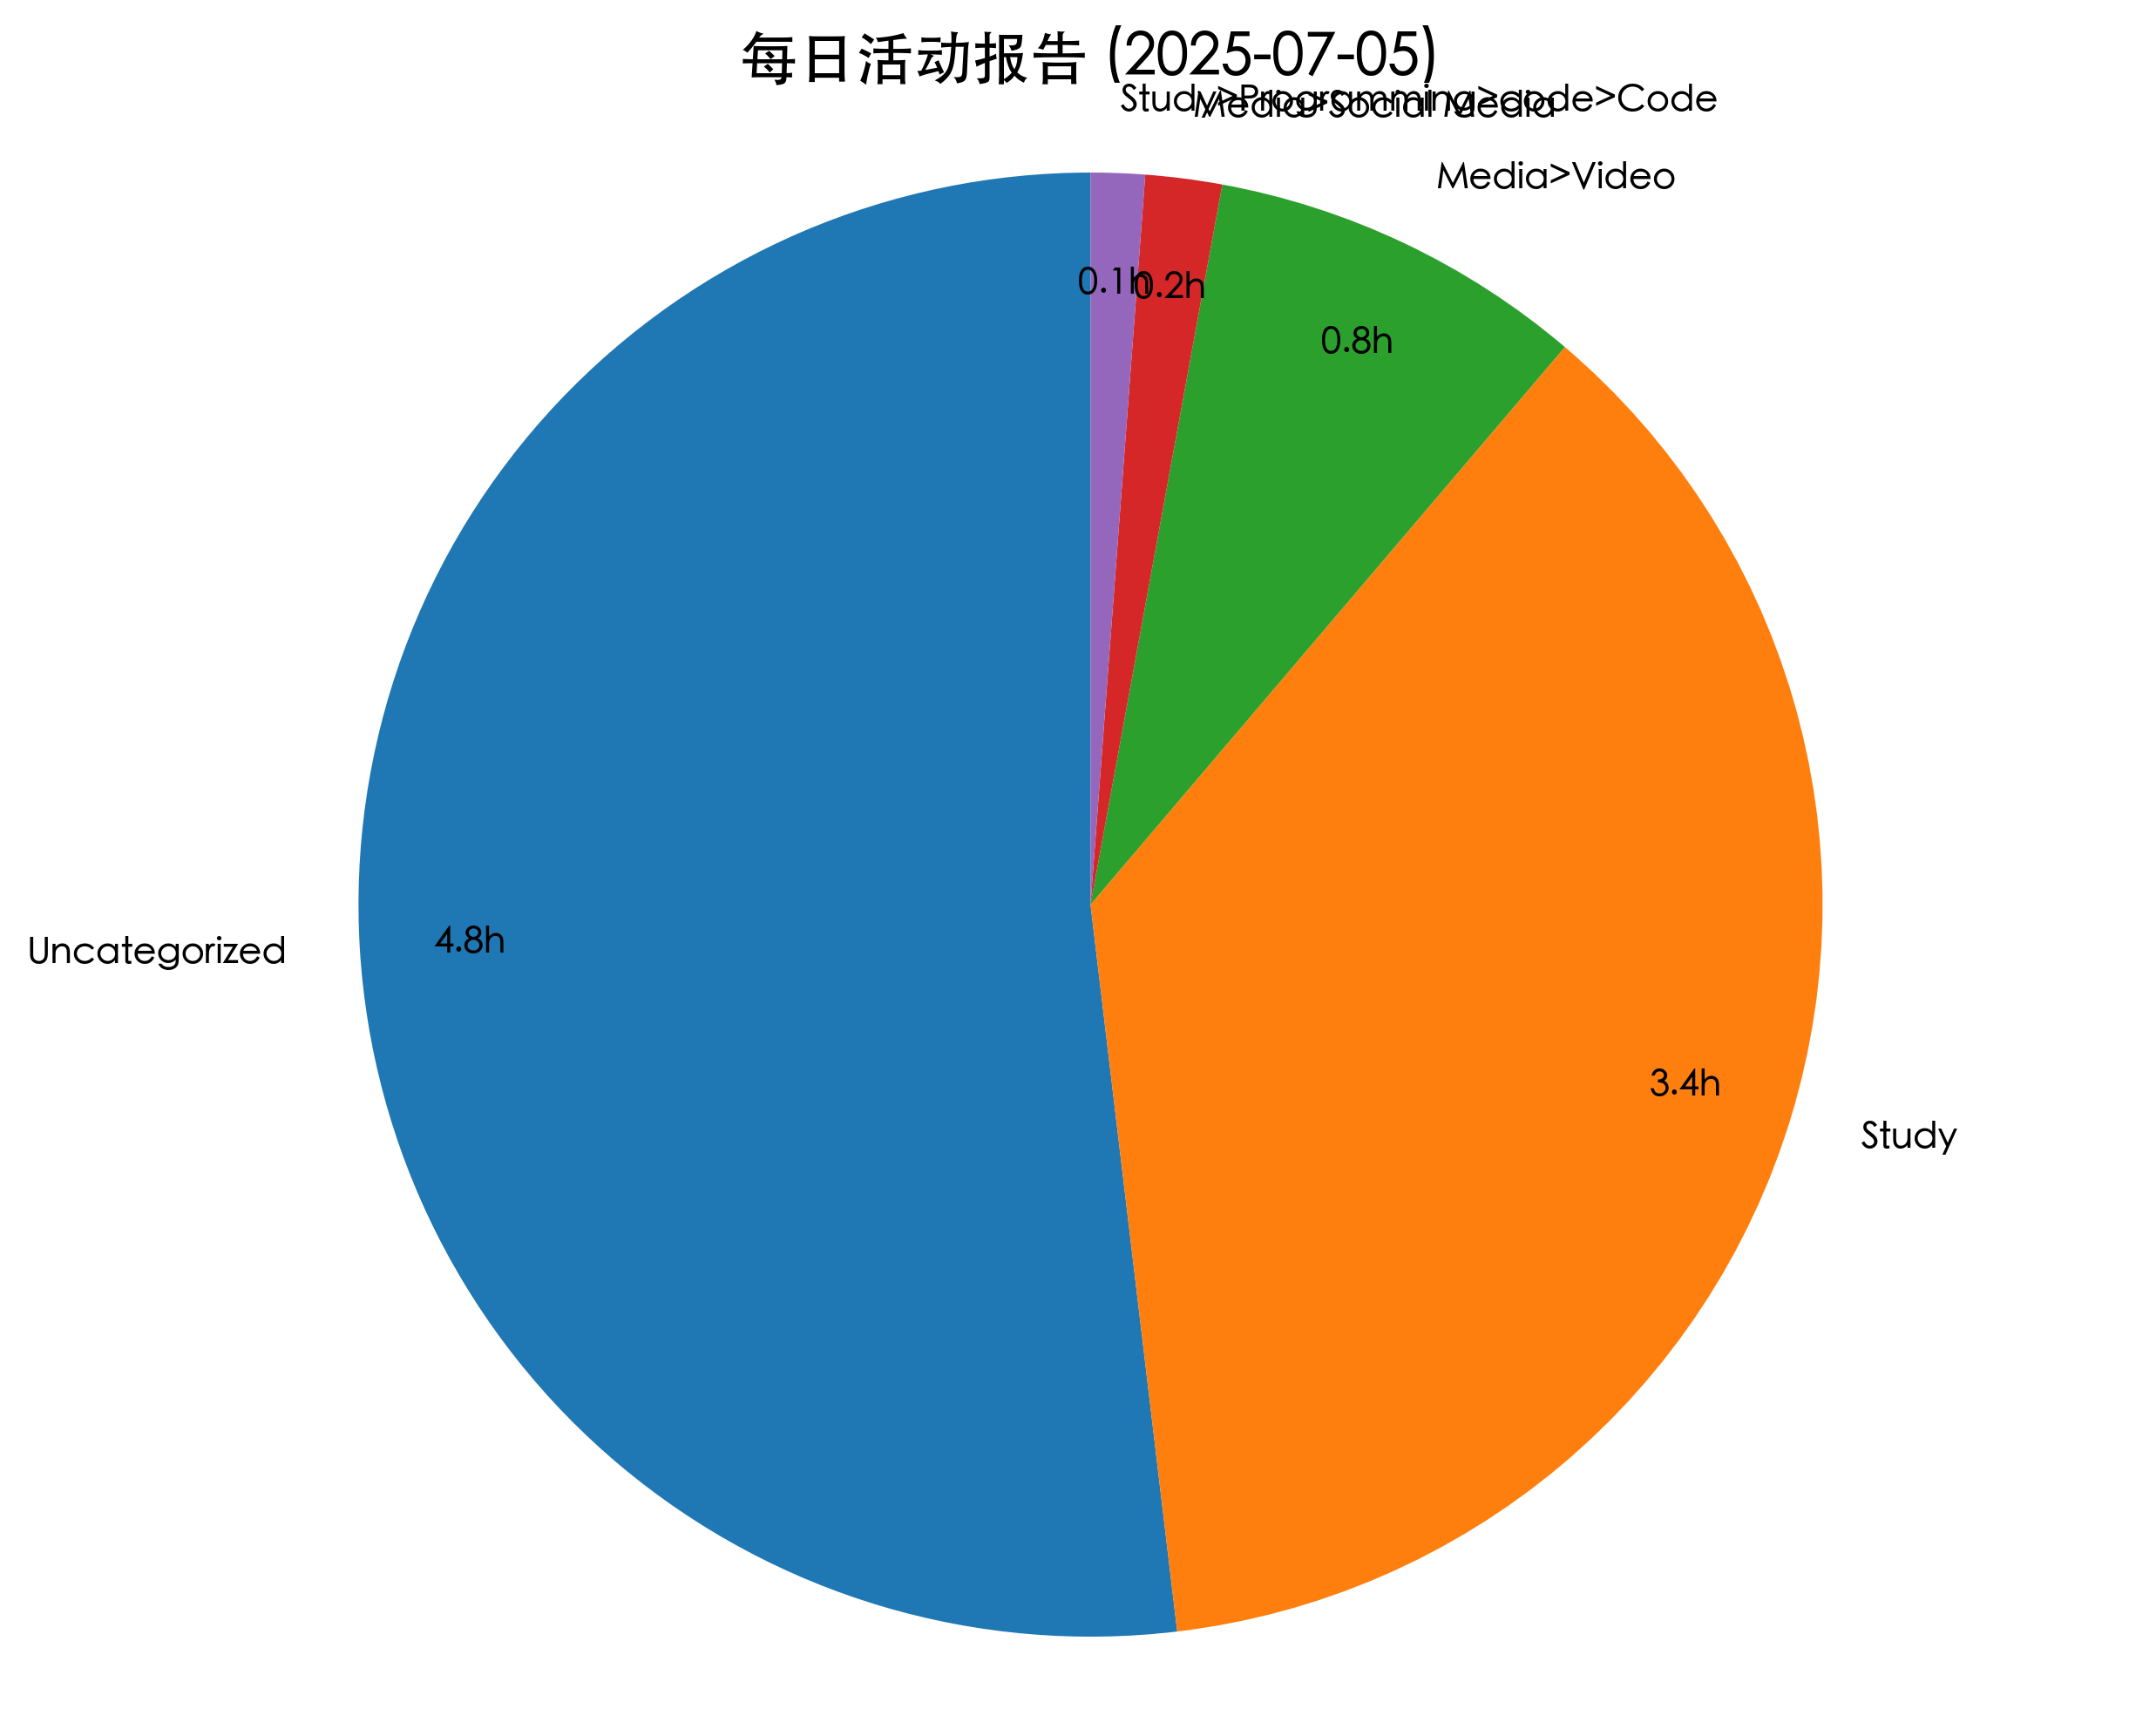 每日活动报告 (2025-07-05)
Study>Programming>code>Code
Media>Social Media
Media>Video
0.1h
0.2h
0.8h
Uncategorized
4.8h
3.4h
Study